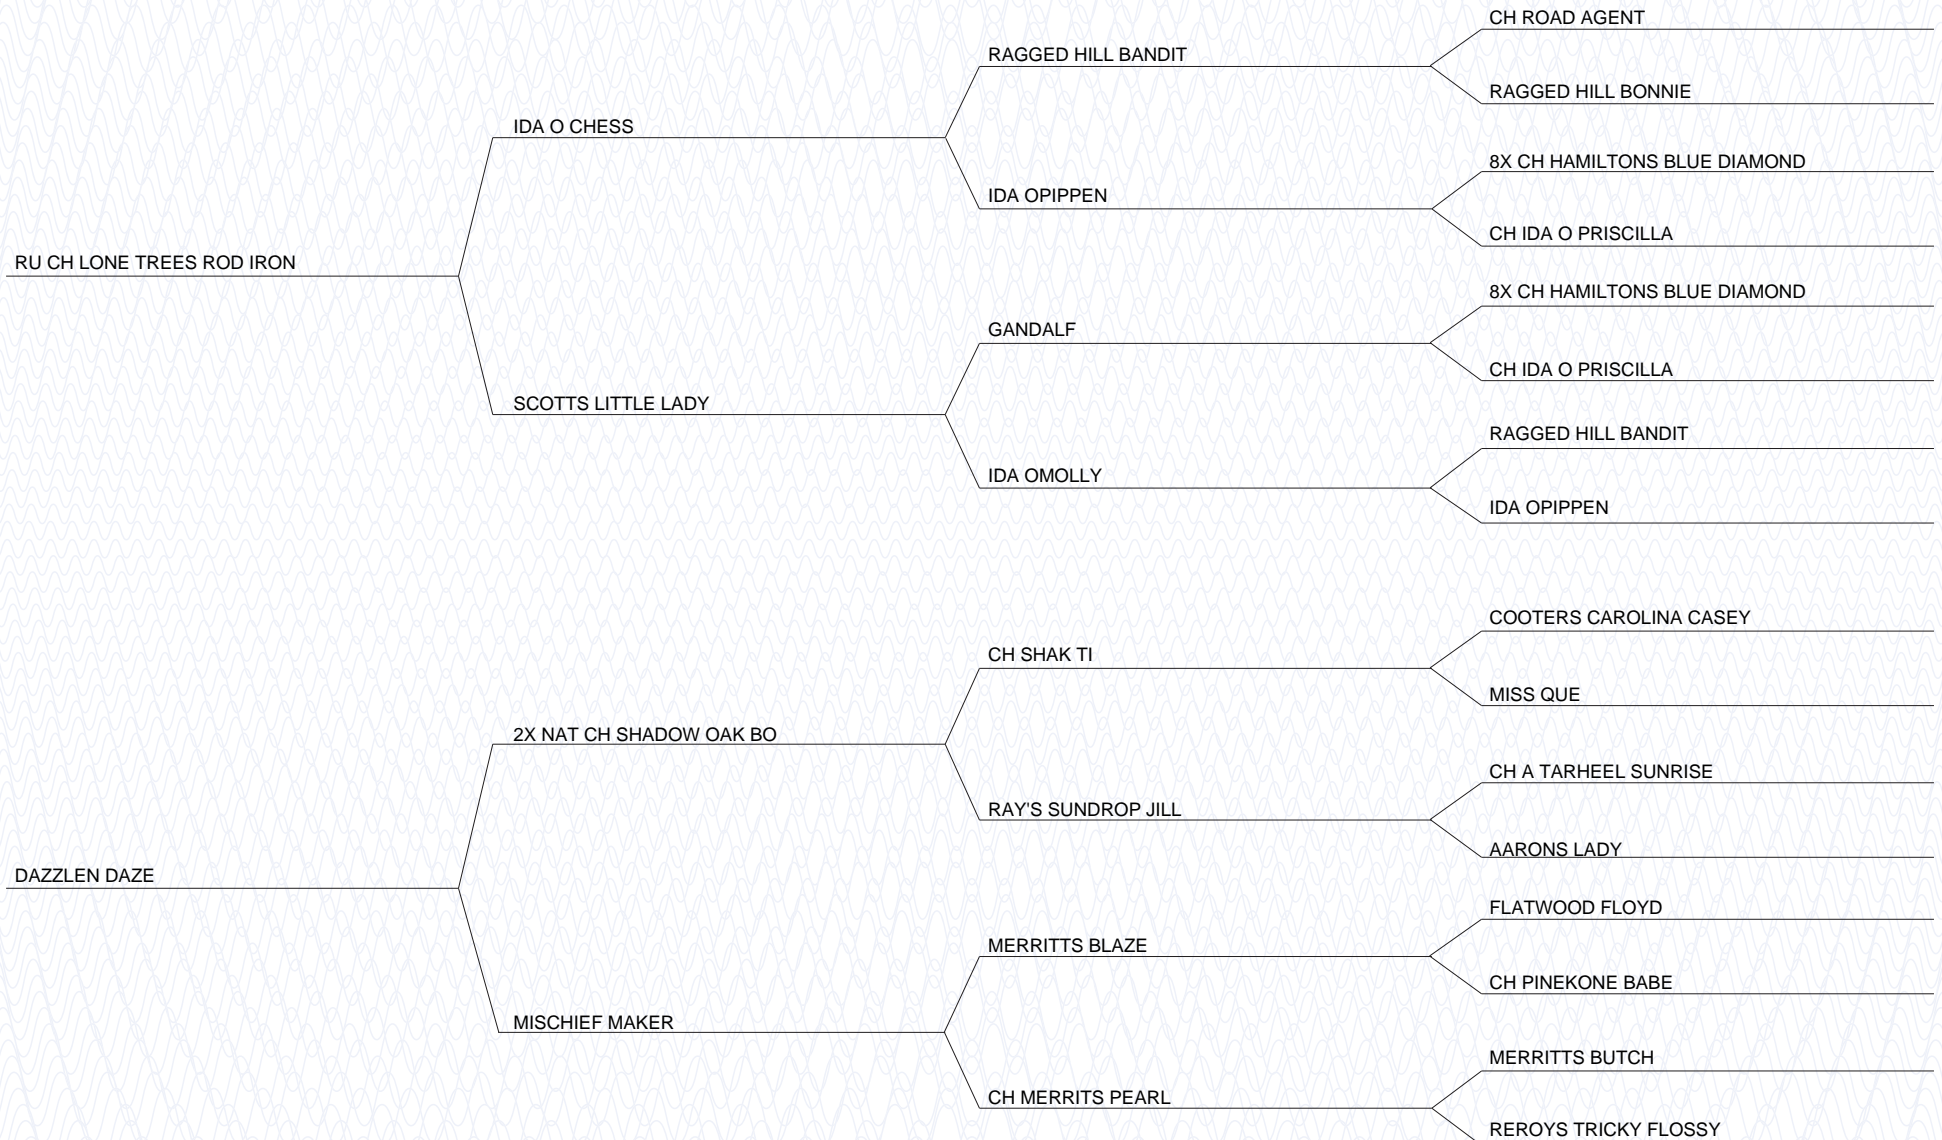 CH ROAD AGENT
RAGGED HILL BANDIT
RAGGED HILL BONNIE
IDA O CHESS
8X CH HAMILTONS BLUE DIAMOND
IDA OPIPPEN
CH IDA O PRISCILLA
RU CH LONE TREES ROD IRON
8X CH HAMILTONS BLUE DIAMOND
GANDALF
CH IDA O PRISCILLA
SCOTTS LITTLE LADY
RAGGED HILL BANDIT
IDA OMOLLY
IDA OPIPPEN
COOTERS CAROLINA CASEY
CH SHAK TI
MISS QUE
2X NAT CH SHADOW OAK BO
CH A TARHEEL SUNRISE
RAY'S SUNDROP JILL
AARONS LADY
DAZZLEN DAZE
FLATWOOD FLOYD
MERRITTS BLAZE
CH PINEKONE BABE
MISCHIEF MAKER
MERRITTS BUTCH
CH MERRITS PEARL
REROYS TRICKY FLOSSY